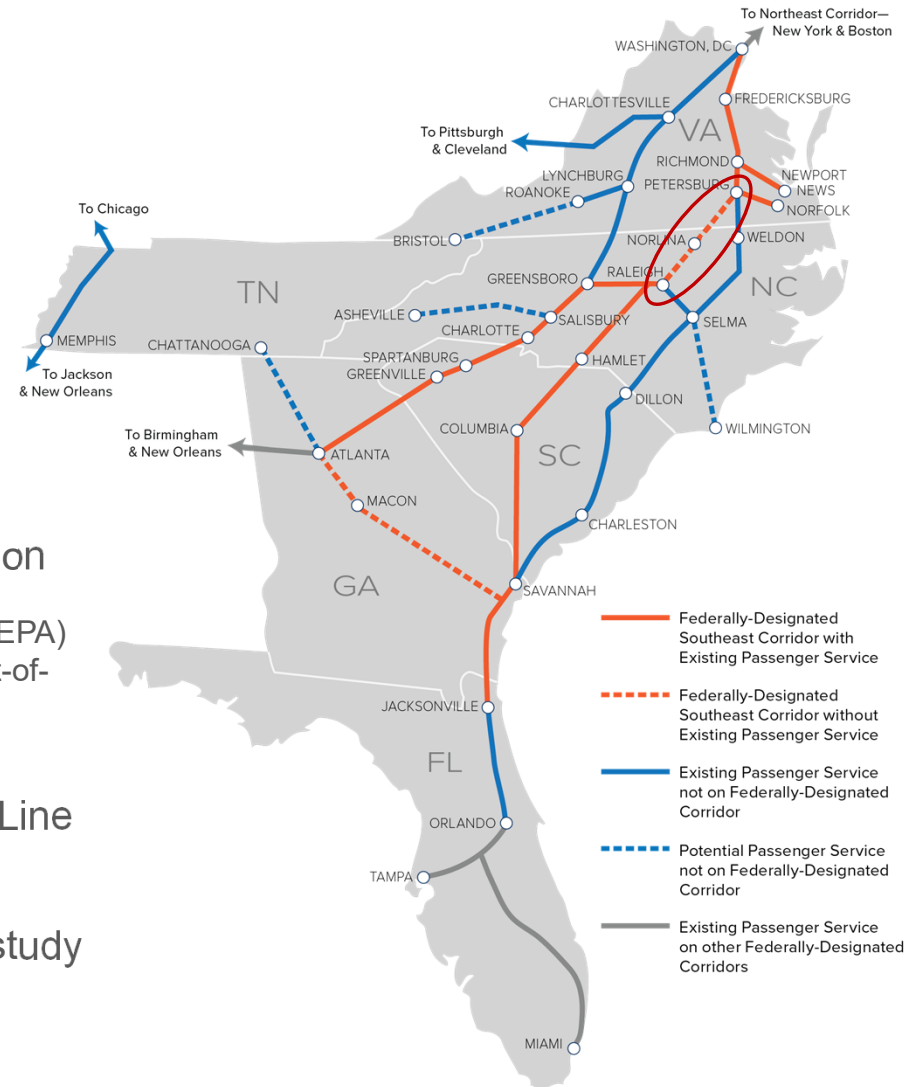 To Northeast Corridor—
New York & Boston
WASHINGTON, DC
FREDERICKSBURG
CHARLOTTESVILLE
VA
To Pittsburgh
& Cleveland
RICHMOND
LYNCHBURG
PETERSBURG
NEWPORT
NEWS
ROANOKE
NORFOLK
To Chicago
BRISTOL
NORLINA
WELDON
TN
GREENSBORO
RALEIGH
NC
ASHEVILLE
SALISBURY
SELMA
MEMPHIS
CHATTANOOGA
CHARLOTTE
SPARTANBURG
HAMLET
GREENVILLE
To Jackson
& New Orleans
DILLON
COLUMBIA
WILMINGTON
To Birmingham
& New Orleans
ATLANTA
SC
MACON
CHARLESTON
on
GA
SAVANNAH
EPA)
-of-
JACKSONVILLE
FL
Line
ORLANDO
TAMPA
study
MIAMI
Federally-Designated
Southeast Corridor with
Existing Passenger Service
Federally-Designated
Southeast Corridor without
Existing Passenger Service
Existing Passenger Service
not on Federally-Designated
Corridor
Potential Passenger Service
not on Federally-Designated
Corridor
Existing Passenger Service
on other Federally-Designated
Corridors